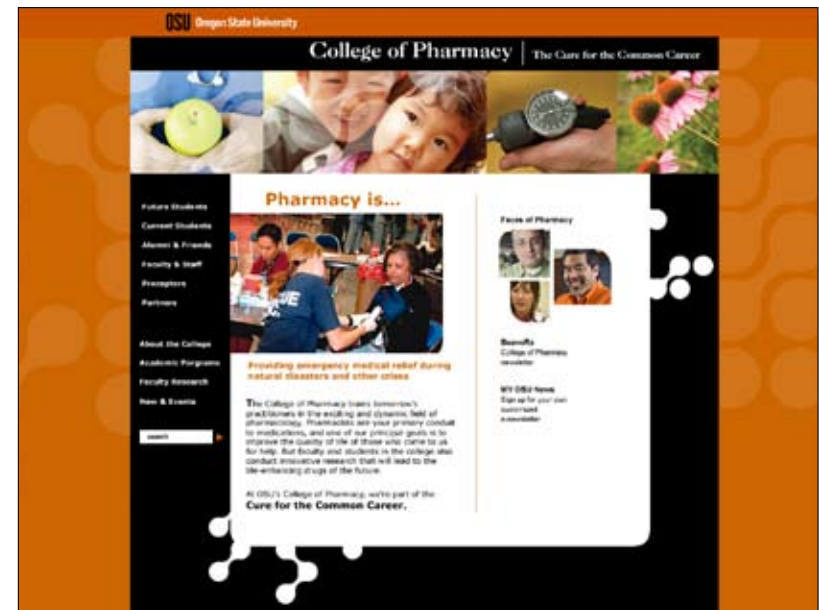 OSU Oregon State University
College of Pharmacy | The Cure for the Common Career
Pharmacy is...
Future Students
Current Students
Alumni & Friends
Faculty & Staff
Preceptors
Partners
About the College
Academic Porgrams
Faculty Research
New & Events
search
Providing emergency medical relief during
natural disasters and other crises
The College of Pharmacy trains tomorrow's
practitioners in the exciting and dynamic field of
pharmacology. Pharmacists are your primary conduit
to medications, and one of our principal goals is to
improve the quality of life of those who come to us
for help. But faculty and students in the college also
conduct innovative research that will lead to the
life-enhancing drugs of the future.
At OSU's College of Pharmacy, we're part of the
Cure for the Common Career.
Faces of Pharmacy
College of Pharmacy
newsletter
MY OSU News
Sign up for your own
customized
e-newsletter